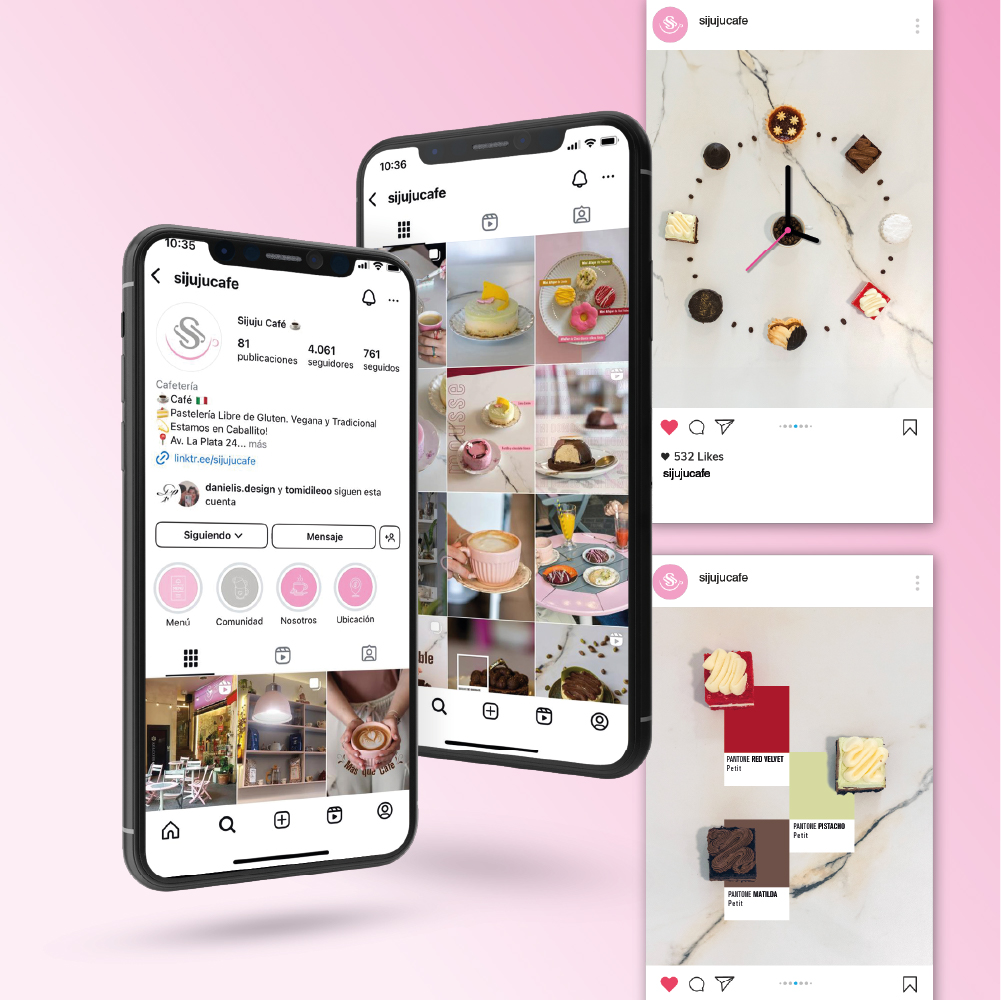 10:35
sijujucafe
Sijuju Café
81
publicaciones
4.061
seguidores
761
seguidos
Cafetería
Café
Pastelería Libre de Gluten, Vegana y Tradicional
Estamos en Caballito!
Av. La Plata 24... más
linktr.ee/sijujucafe
danielis.design y tomidileoo siguen esta
cuenta
Siguiendo
Mensaje
Menú
Comunidad
Nosotros
Ubicación
Más que Café
10:36
sijujucafe
mousse
ble
sijujucafe
532 Likes
sijujucafe
sijujucafe
PANTONE RED VELVET
Petit
PANTONE PISTACHO
Petit
PANTONE MATILDA
Petit